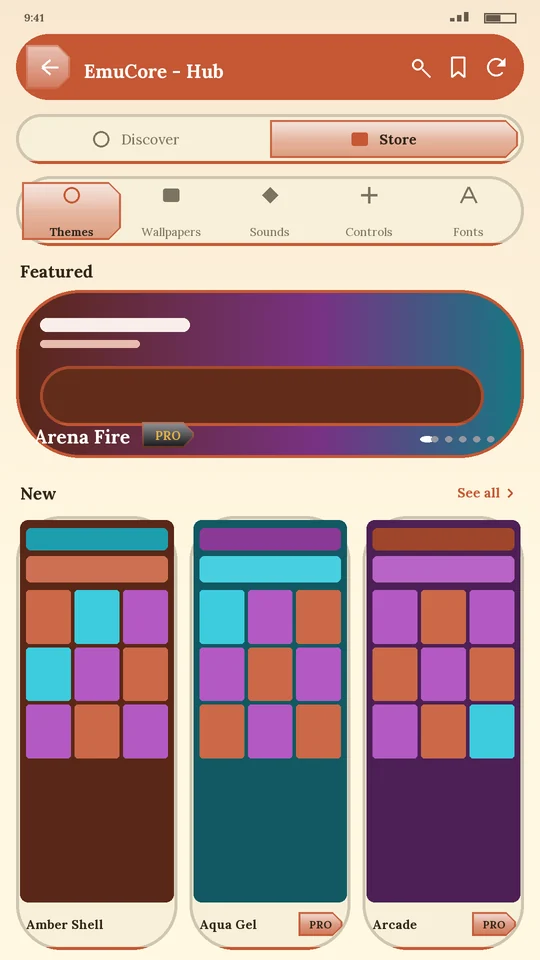 9:41
EmuCore - Hub
Discover
Store
Themes
Wallpapers
Sounds
Controls
Fonts
Featured
Arena Fire
PRO
New
See all
Amber Shell
Aqua Gel
PRO
Arcade
PRO